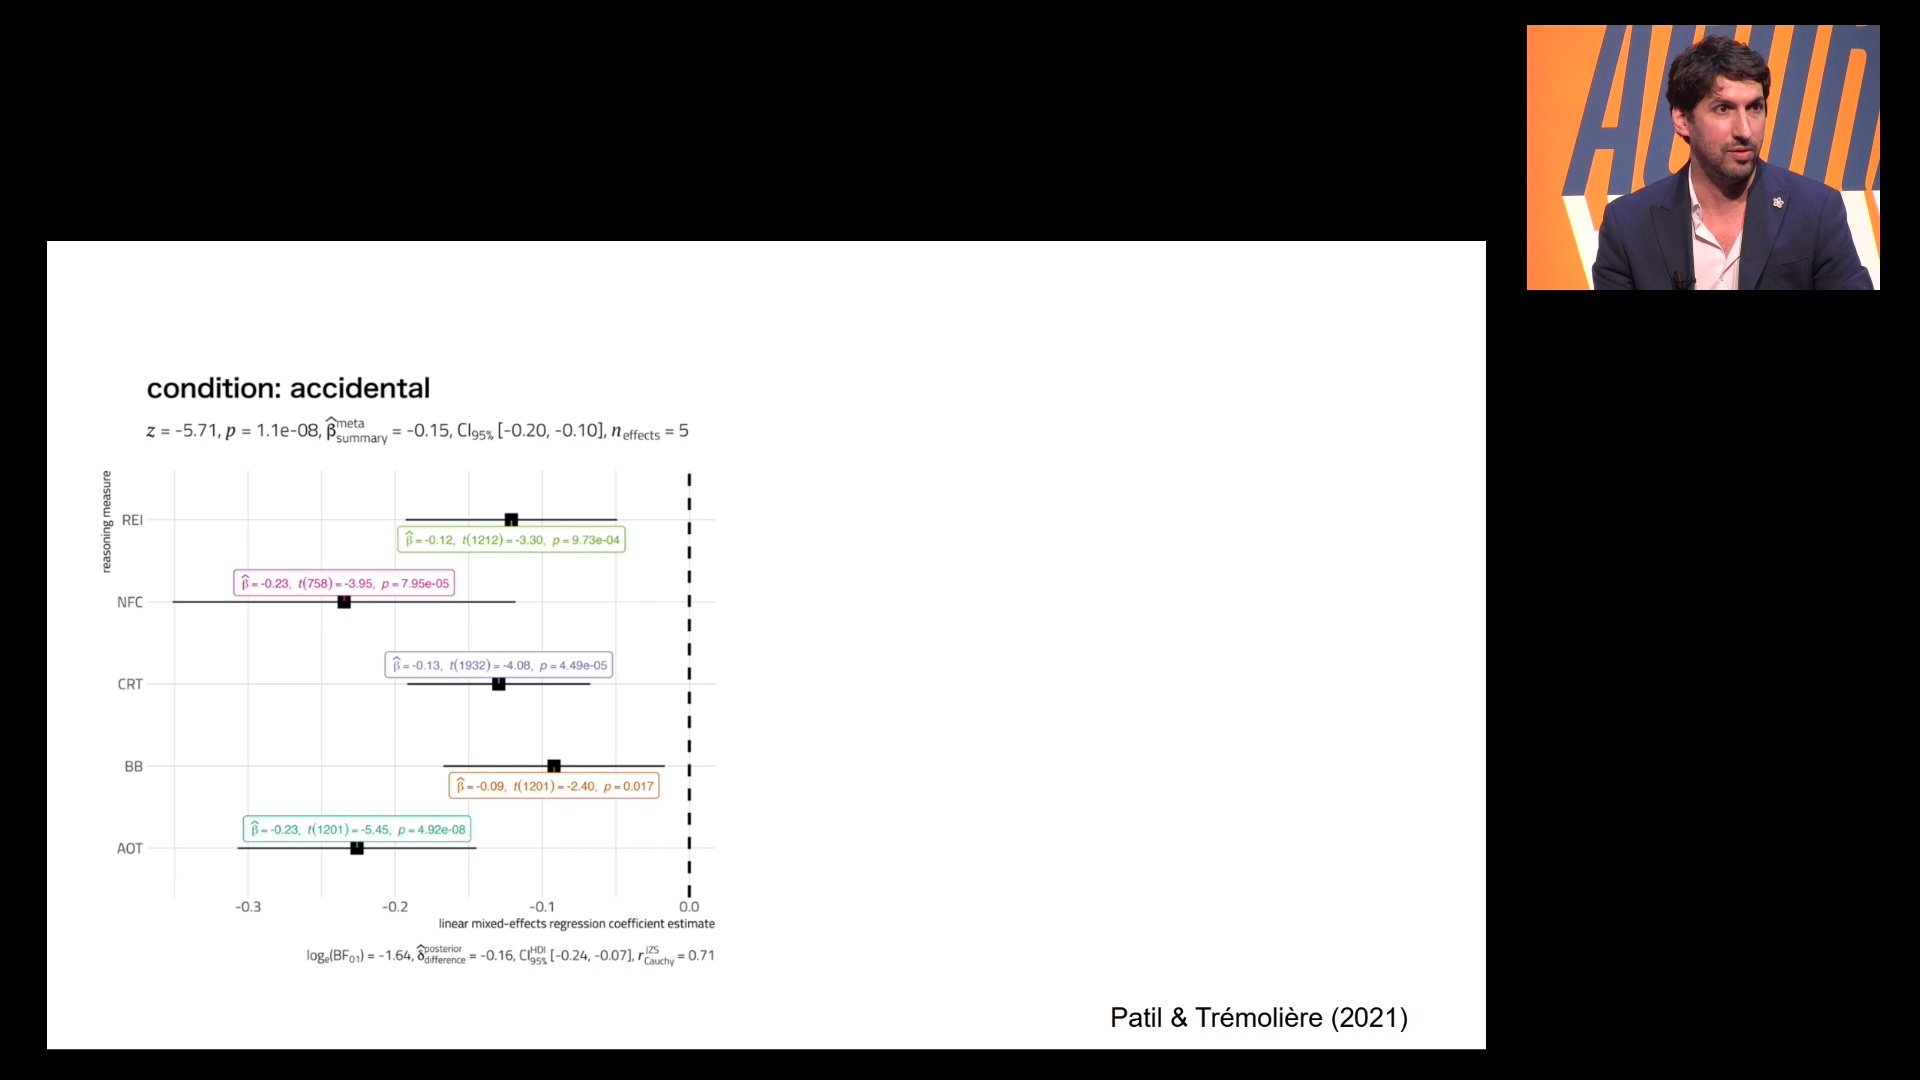 condition: accidental
z = -5.71, p = 1.1e-08, β̂ meta summary = -0.15, CI95% [-0.20, -0.10], n effects = 5
reasoning measure
REI
β̂ = -0.12, t(1212) = -3.30, p = 9.73e-04
β̂ = -0.23, t(758) = -3.95, p = 7.95e-05
NFC
β̂ = -0.13, t(1932) = -4.08, p = 4.49e-05
CRT
BB
β̂ = -0.09, t(1201) = -2.40, p = 0.017
β̂ = -0.23, t(1201) = -5.45, p = 4.92e-08
AOT
-0.3 -0.2 -0.1 0.0
linear mixed-effects regression coefficient estimate
loge(BF01) = -1.64, δ̂ posterior difference = -0.16, CI HDI 95% [-0.24, -0.07], r JZS Cauchy = 0.71
Patil & Trémolière (2021)